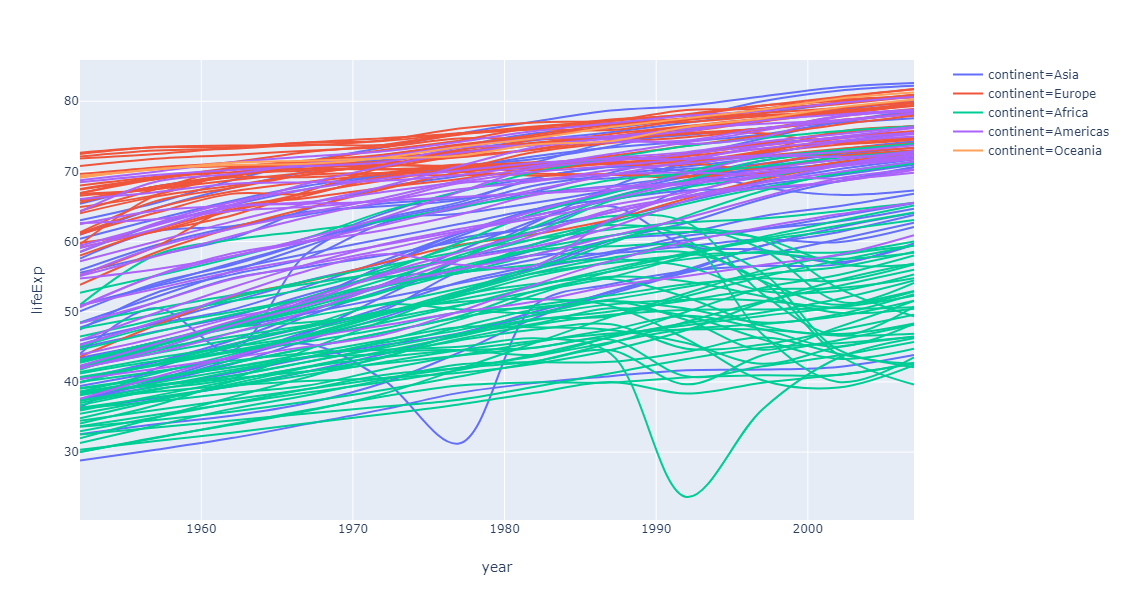 80
70
60
50
40
30
1960
1970
1980
1990
2000
lifeExp
year
continent=Asia
continent=Europe
continent=Africa
continent=Americas
continent=Oceania